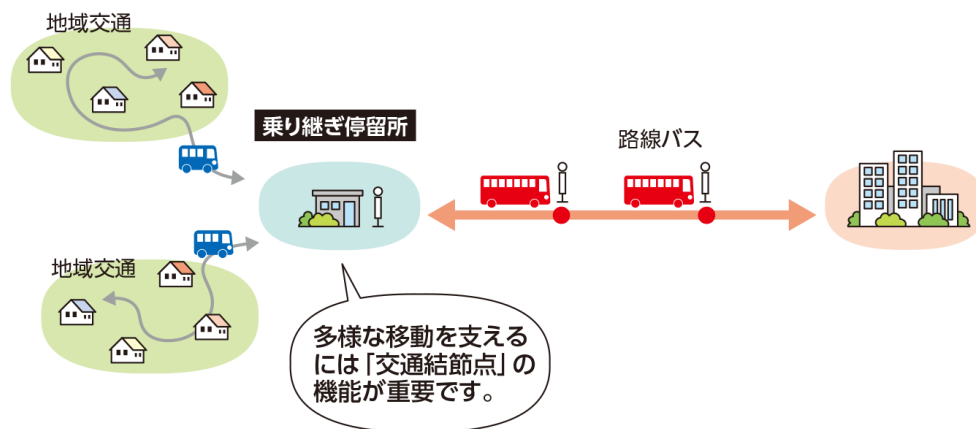 地域交通
乗り継ぎ停留所
路線バス
地域交通
多様な移動を支える
には「交通結節点」の
機能が重要です。